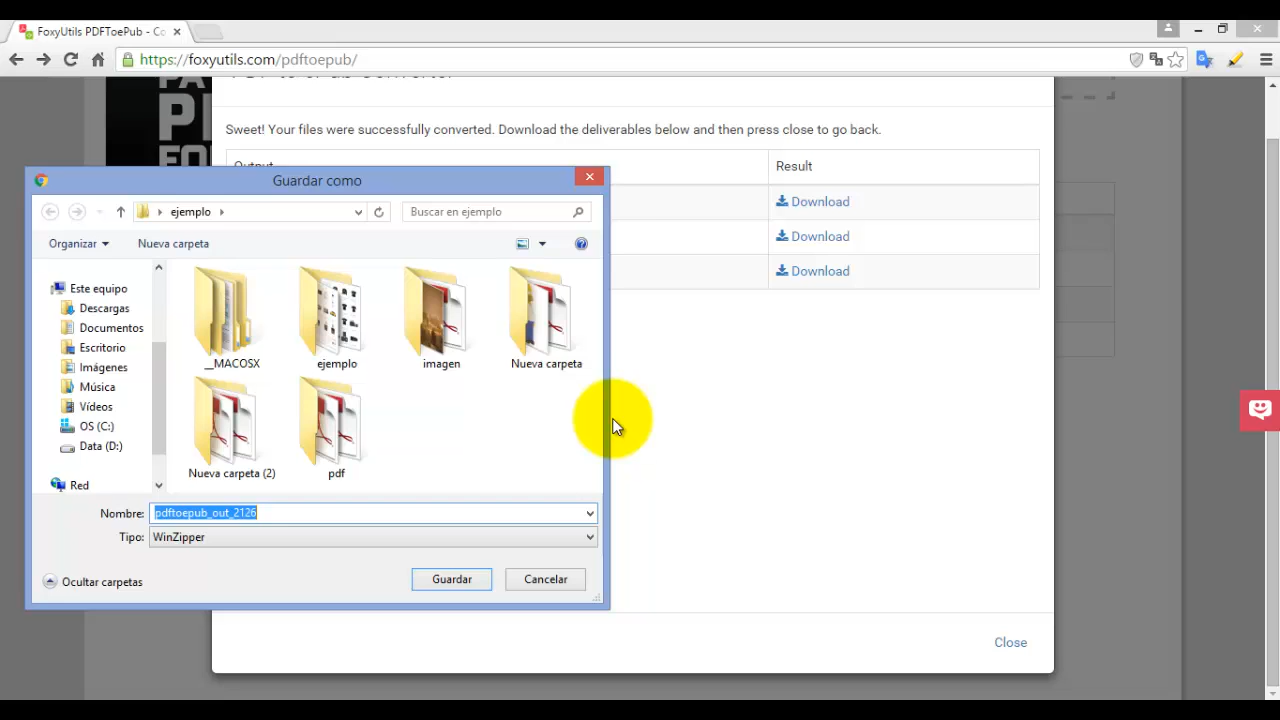 FoxyUtils PDFToePub - Co
https://foxyutils.com/pdftoepub/
Sweet! Your files were successfully converted. Download the deliverables below and then press close to go back.
Output
Result
Download
Download
Download
Guardar como
ejemplo
Buscar en ejemplo
Organizar
Nueva carpeta
Este equipo
Descargas
Documentos
Escritorio
Imágenes
Música
Vídeos
OS (C:)
Data (D:)
Red
__MACOSX
ejemplo
imagen
Nueva carpeta
Nueva carpeta (2)
pdf
Nombre:
pdftoepub_out_2126
Tipo:
WinZipper
Ocultar carpetas
Guardar
Cancelar
Close